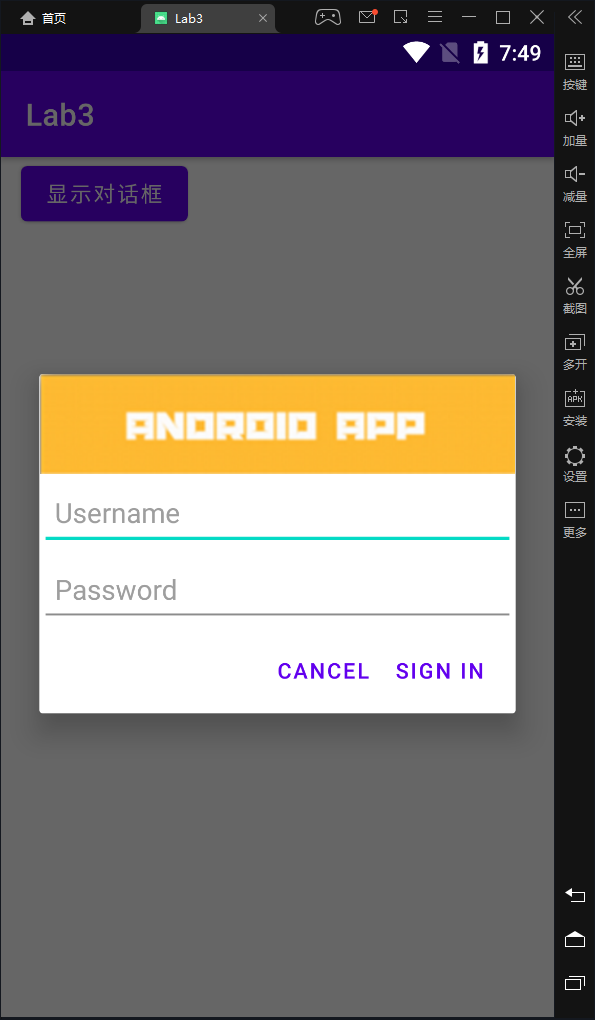 首页
Lab3
7:49
Lab3
显示对话框
ANDROID APP
Username
Password
CANCEL SIGN IN
按键
加量
减量
全屏
截图
多开
APK
安装
设置
更多